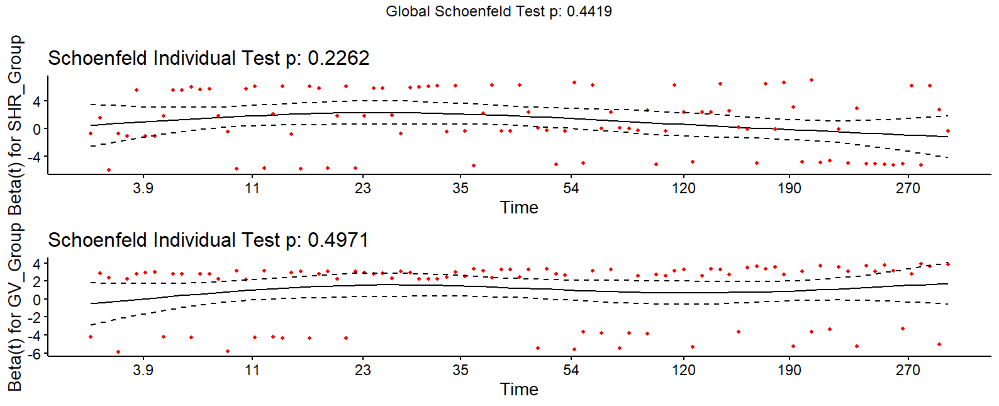 Global Schoenfeld Test p: 0.4419
Schoenfeld Individual Test p: 0.2262
Beta(t) for SHR_Group
4
0
-4
3.9 11 23 35 54 120 190 270
Time
Schoenfeld Individual Test p: 0.4971
Beta(t) for GV_Group
4
2
0
-2
-4
-6
3.9 11 23 35 54 120 190 270
Time